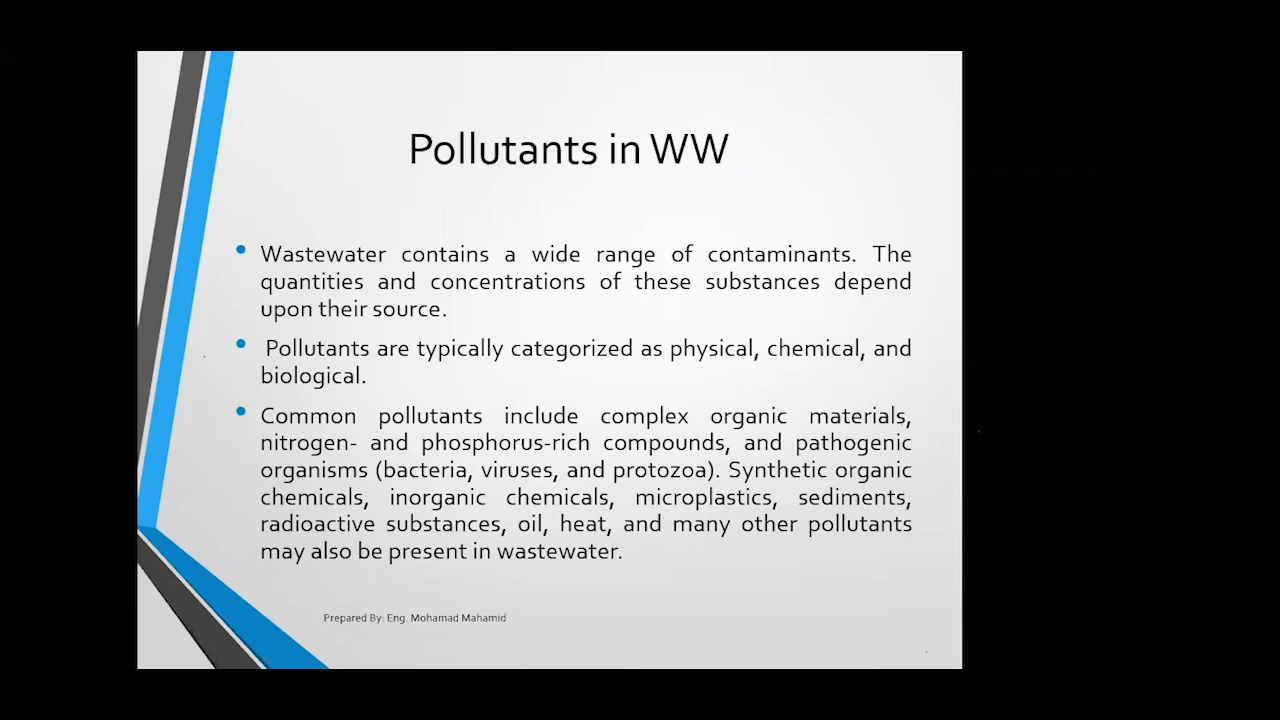 Pollutants in WW
• Wastewater contains a wide range of contaminants. The
quantities and concentrations of these substances depend
upon their source.
• Pollutants are typically categorized as physical, chemical, and
biological.
• Common pollutants include complex organic materials,
nitrogen- and phosphorus-rich compounds, and pathogenic
organisms (bacteria, viruses, and protozoa). Synthetic organic
chemicals, inorganic chemicals, microplastics, sediments,
radioactive substances, oil, heat, and many other pollutants
may also be present in wastewater.
Prepared By: Eng. Mohamad Mahamid